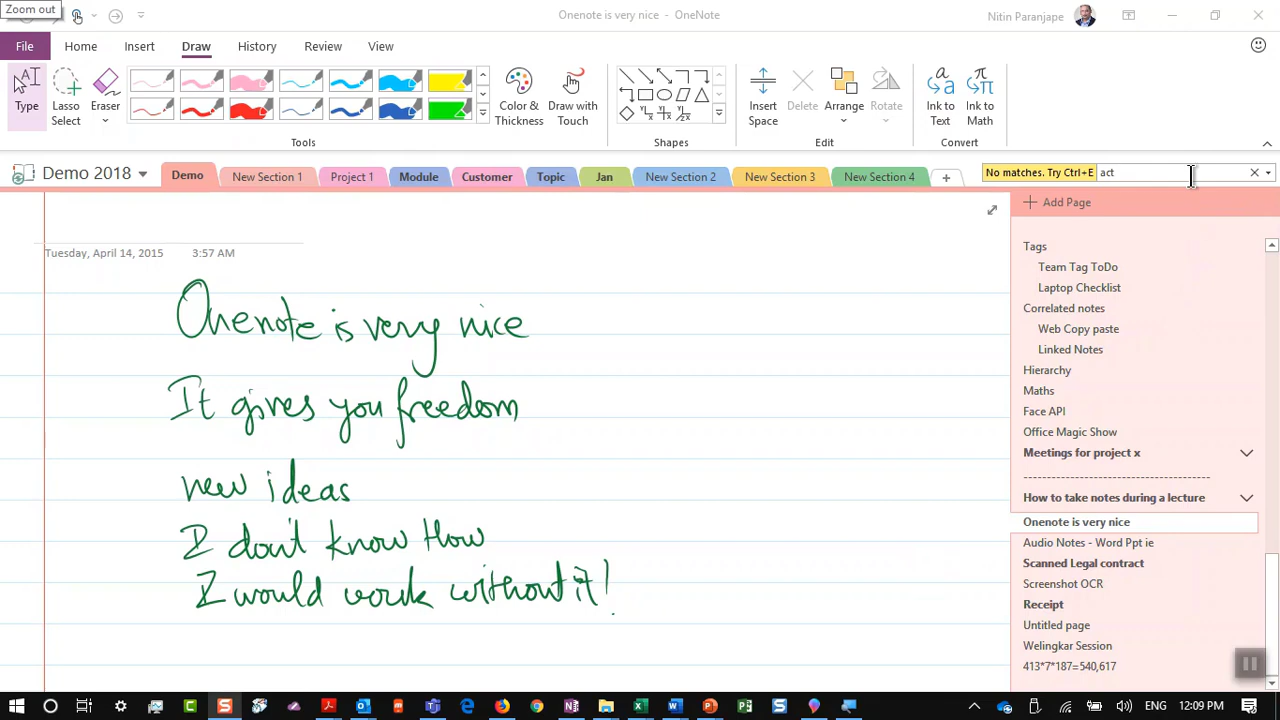 Zoom out
Onenote is very nice - OneNote
Nitin Paranjape
File
Home
Insert
Draw
History
Review
View
Type
Lasso Select
Eraser
Color & Thickness
Draw with Touch
Insert Space
Delete
Arrange
Rotate
Ink to Text
Ink to Math
Tools
Shapes
Edit
Convert
Demo 2018
Demo
New Section 1
Project 1
Module
Customer
Topic
Jan
New Section 2
New Section 3
New Section 4
No matches. Try Ctrl+E act
Add Page
Tuesday, April 14, 2015 3:57 AM
Onenote is very nice
It gives you freedom
new ideas
I don't know How
I would work without it!
Tags
Team Tag ToDo
Laptop Checklist
Correlated notes
Web Copy paste
Linked Notes
Hierarchy
Maths
Face API
Office Magic Show
Meetings for project x
------------------------------------
How to take notes during a lecture
Onenote is very nice
Audio Notes - Word Ppt ie
Scanned Legal contract
Screenshot OCR
Receipt
Untitled page
Welingkar Session
413*7*187=540,617
ENG 12:09 PM